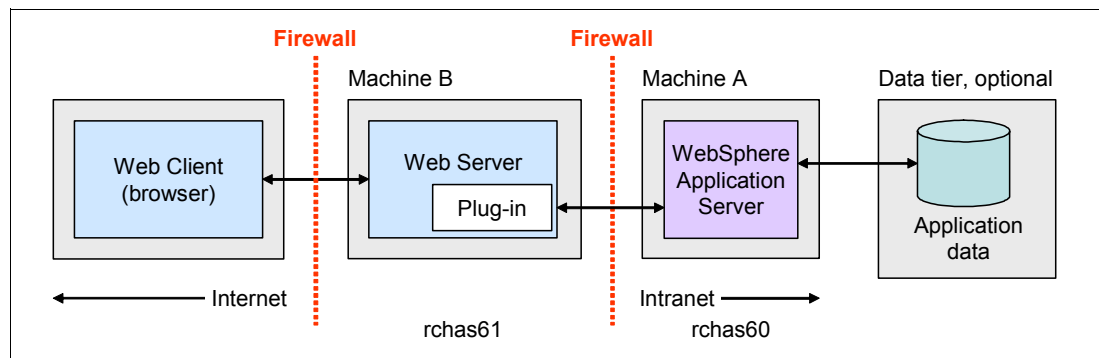 Firewall
Firewall
Machine B
Machine A
Data tier, optional
Web Client
(browser)
Web Server
Plug-in
WebSphere
Application
Server
Application
data
Internet
Intranet
rchas61
rchas60